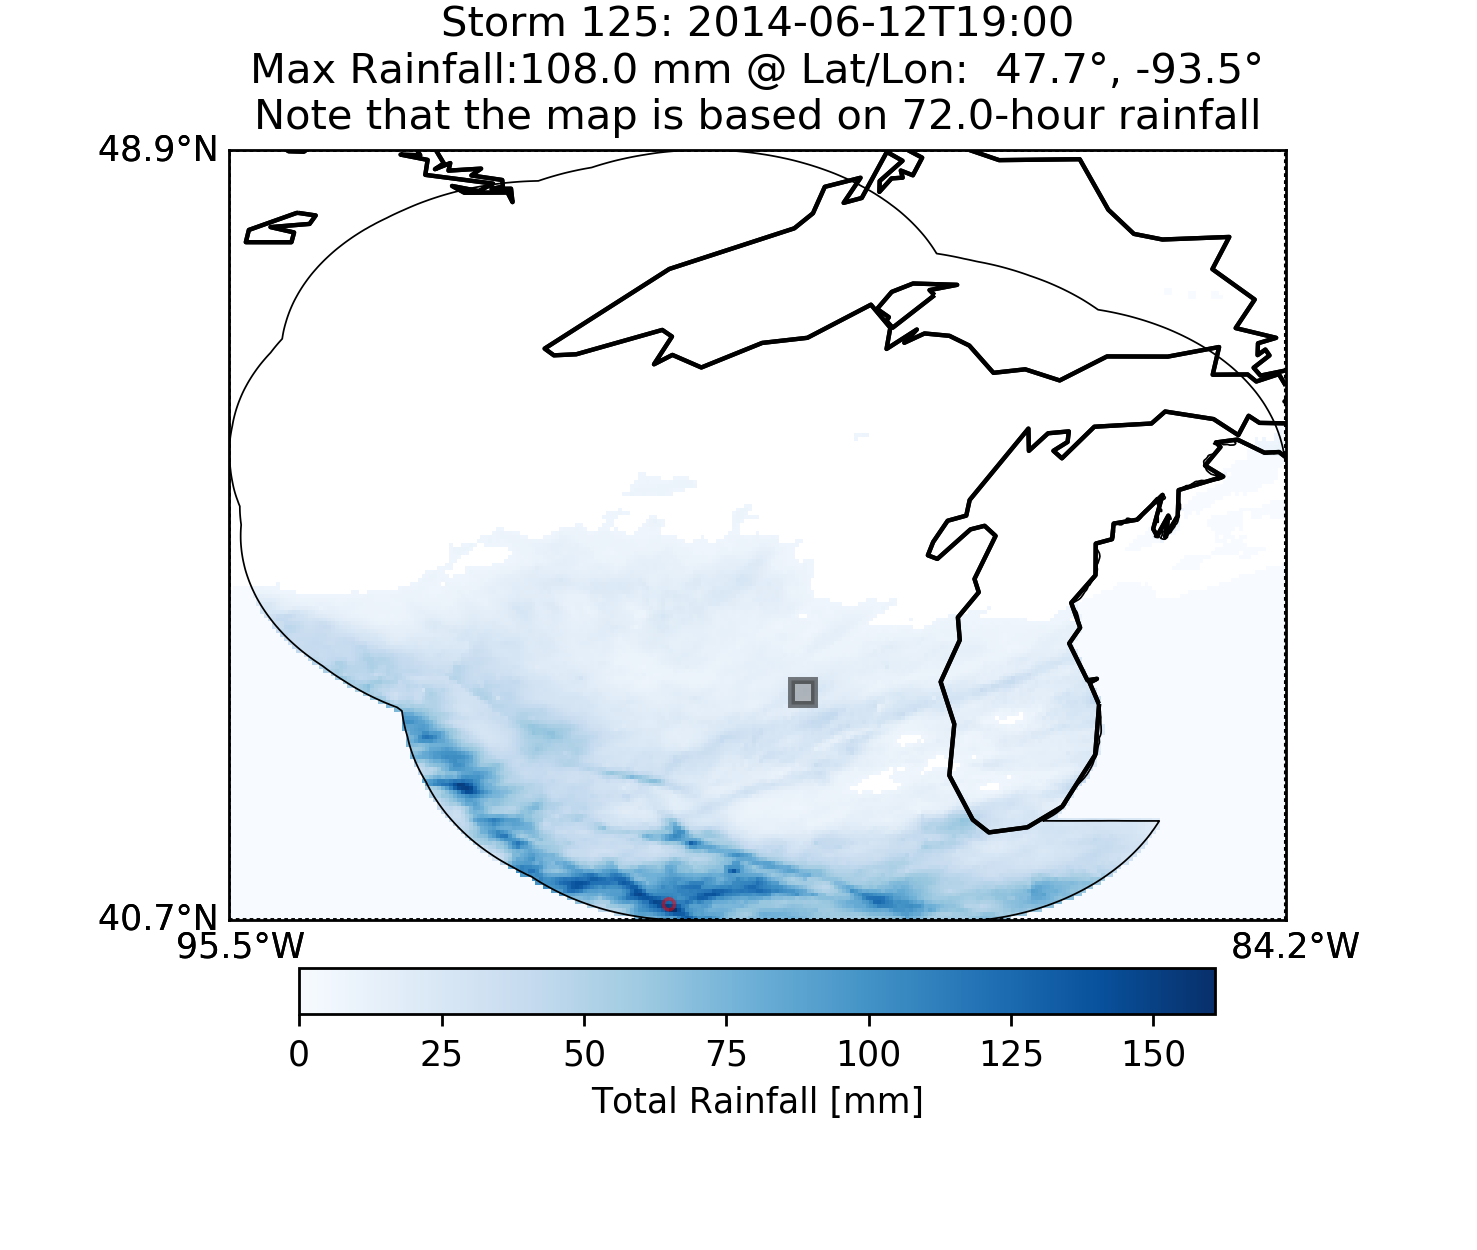 Storm 125: 2014-06-12T19:00
Max Rainfall:108.0 mm @ Lat/Lon:  47.7°, -93.5°
Note that the map is based on 72.0-hour rainfall
48.9°N
40.7°N
95.5°W 84.2°W
0 25 50 75 100 125 150
Total Rainfall [mm]